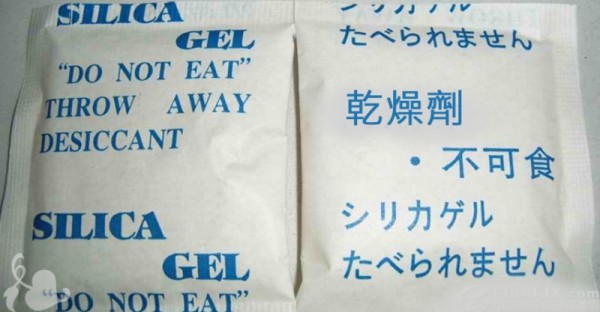 SILICA
GEL
“DO NOT EAT”
THROW AWAY
DESICCANT
SILICA
GEL
“DO NOT EAT”
シリカゲル
たべられません
乾燥劑
・不可食
シリカゲル
たべられません